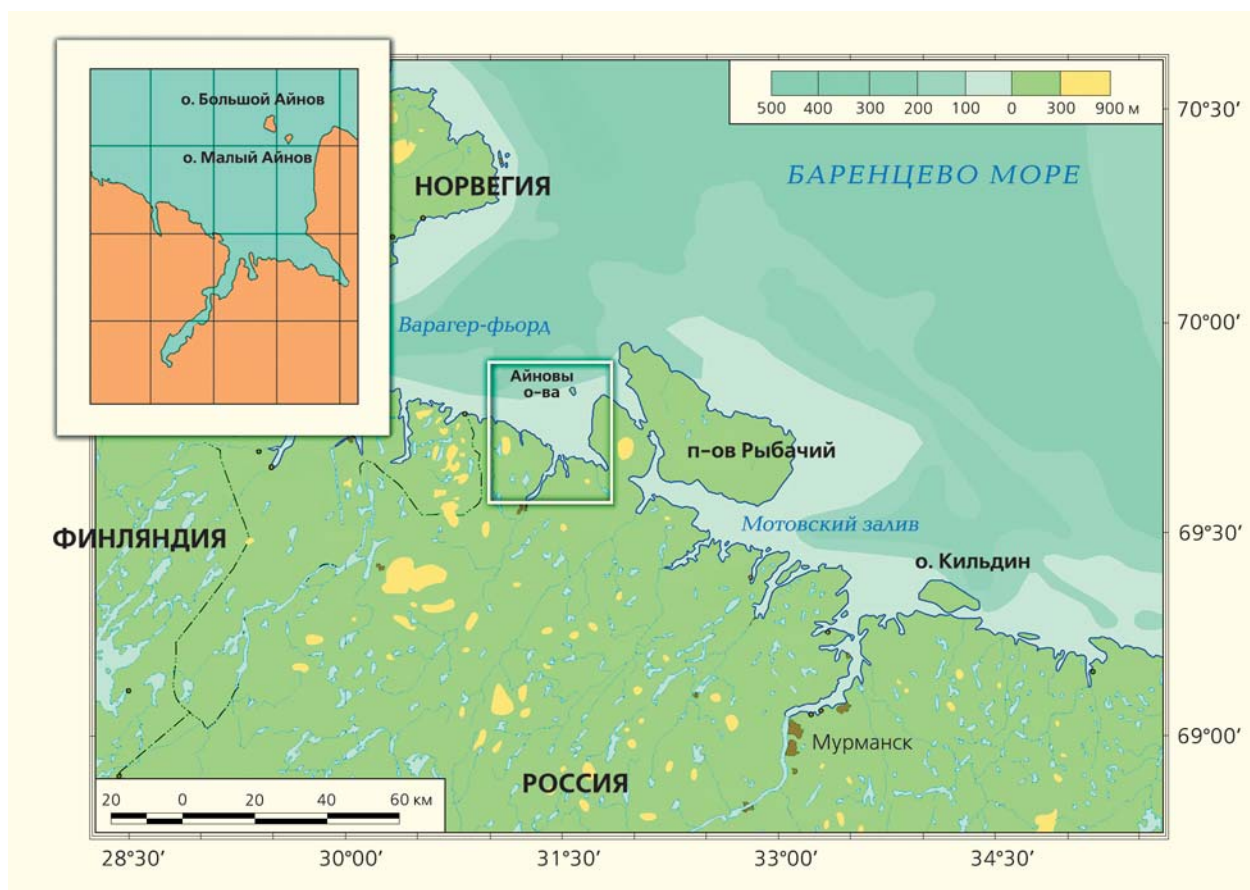 о. Большой Айнов
о. Малый Айнов
500 400 300 200 100 0 300 900 м
70°30′
НОРВЕГИЯ
БАРЕНЦЕВО МОРЕ
Варагер-фьорд
70°00′
Айновы
о-ва
п-ов Рыбачий
ФИНЛЯНДИЯ
Мотовский залив
69°30′
о. Кильдин
69°00′
Мурманск
РОССИЯ
20 0 20 40 60 км
28°30′ 30°00′ 31°30′ 33°00′ 34°30′